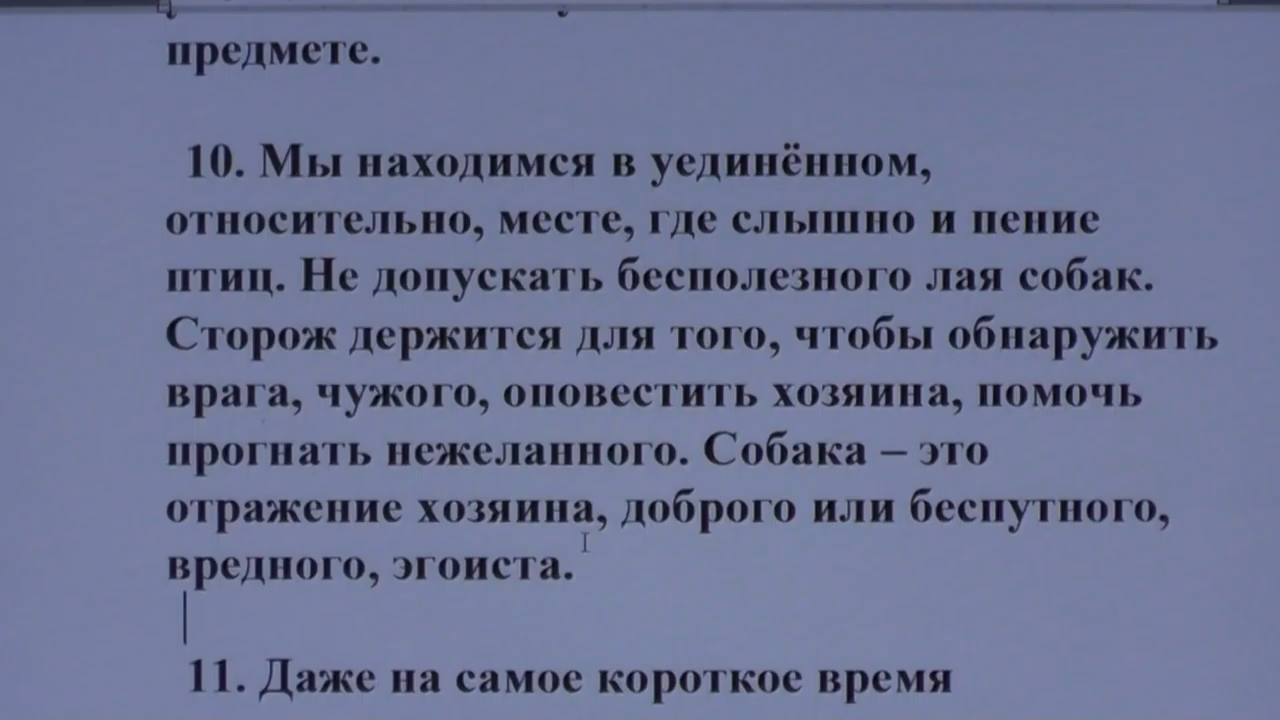 предмете.
10. Мы находимся в уединённом,
относительно, месте, где слышно и пение
птиц. Не допускать бесполезного лая собак.
Сторож держится для того, чтобы обнаружить
врага, чужого, оповестить хозяина, помочь
прогнать нежеланного. Собака – это
отражение хозяина, доброго или беспутного,
вредного, эгоиста.
11. Даже на самое короткое время